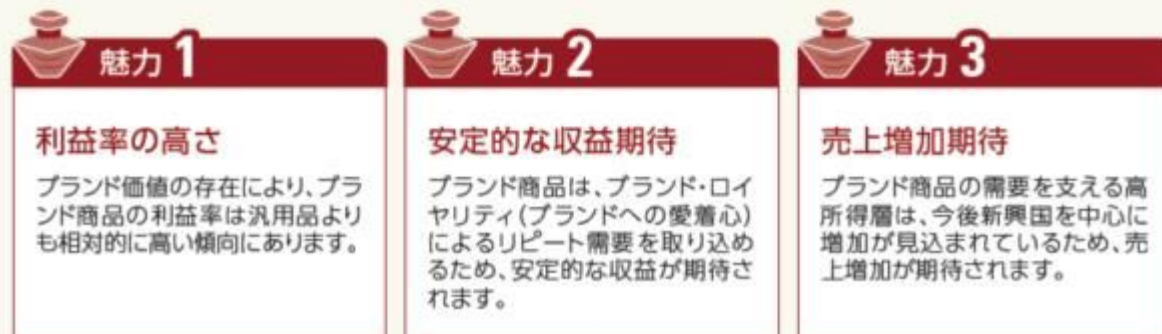 魅力 1
利益率の高さ
ブランド価値の存在により、ブラ
ンド商品の利益率は汎用品より
も相対的に高い傾向にあります。
魅力 2
安定的な収益期待
ブランド商品は、ブランド・ロイ
ヤリティ(ブランドへの愛着心)
によるリピート需要を取り込め
るため、安定的な収益が期待さ
れます。
魅力 3
売上増加期待
ブランド商品の需要を支える高
所得層は、今後新興国を中心に
増加が見込まれているため、売
上増加が期待されます。